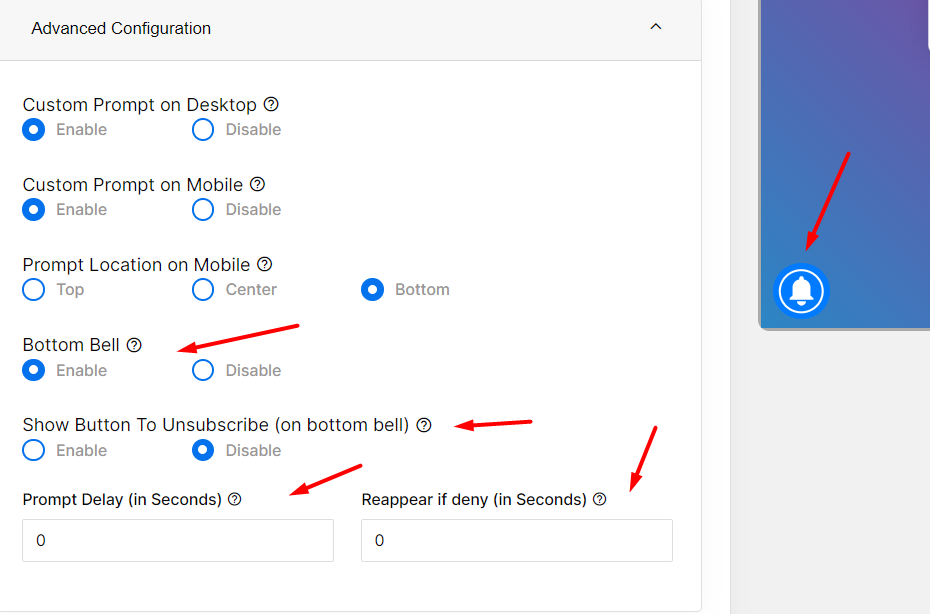 Advanced Configuration
Custom Prompt on Desktop
Enable Disable
Custom Prompt on Mobile
Enable Disable
Prompt Location on Mobile
Top Center Bottom
Bottom Bell
Enable Disable
Show Button To Unsubscribe (on bottom bell)
Enable Disable
Prompt Delay (in Seconds) Reappear if deny (in Seconds)
0 0